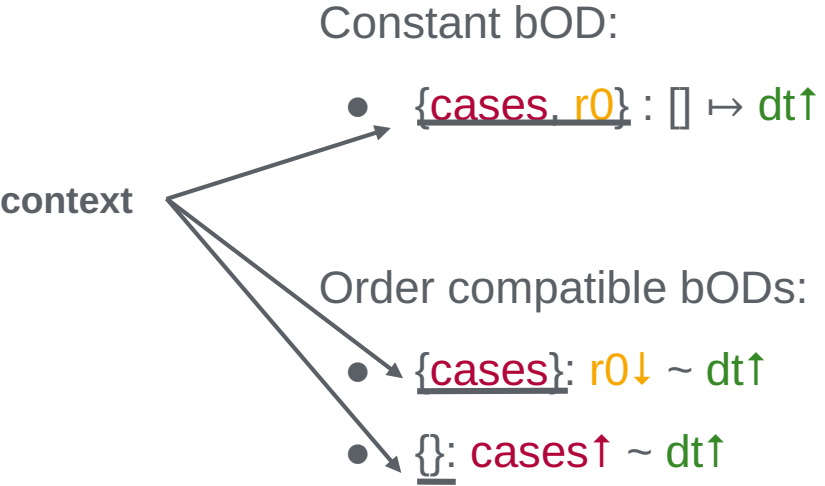 Constant bOD:
● {cases, r0} : [] ↦ dt↑
context
Order compatible bODs:
● {cases}: r0↓ ~ dt↑
● {}: cases↑ ~ dt↑